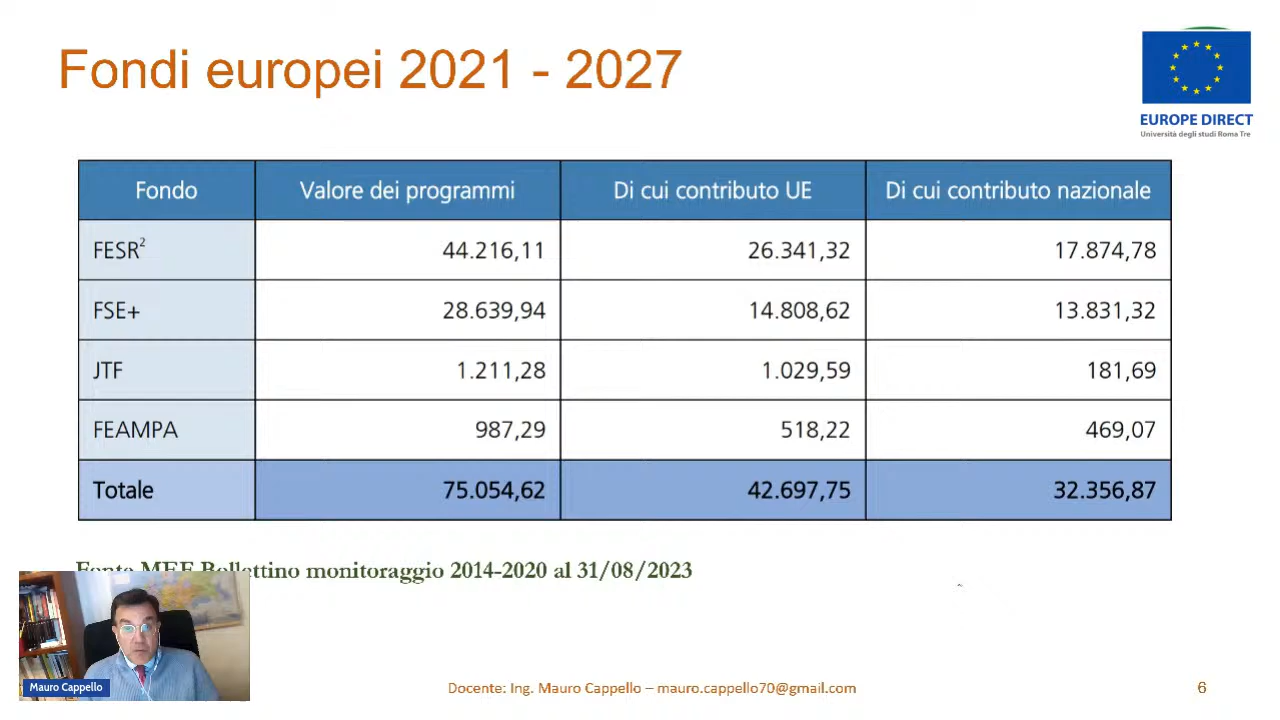 Fondi europei 2021 - 2027
EUROPE DIRECT
Università degli studi Roma Tre
Fondo Valore dei programmi Di cui contributo UE Di cui contributo nazionale
FESR² 44.216,11 26.341,32 17.874,78
FSE+ 28.639,94 14.808,62 13.831,32
JTF 1.211,28 1.029,59 181,69
FEAMPA 987,29 518,22 469,07
Totale 75.054,62 42.697,75 32.356,87
Fonte MEF Bollettino monitoraggio 2014-2020 al 31/08/2023
Mauro Cappello
Docente: Ing. Mauro Cappello – mauro.cappello70@gmail.com
6